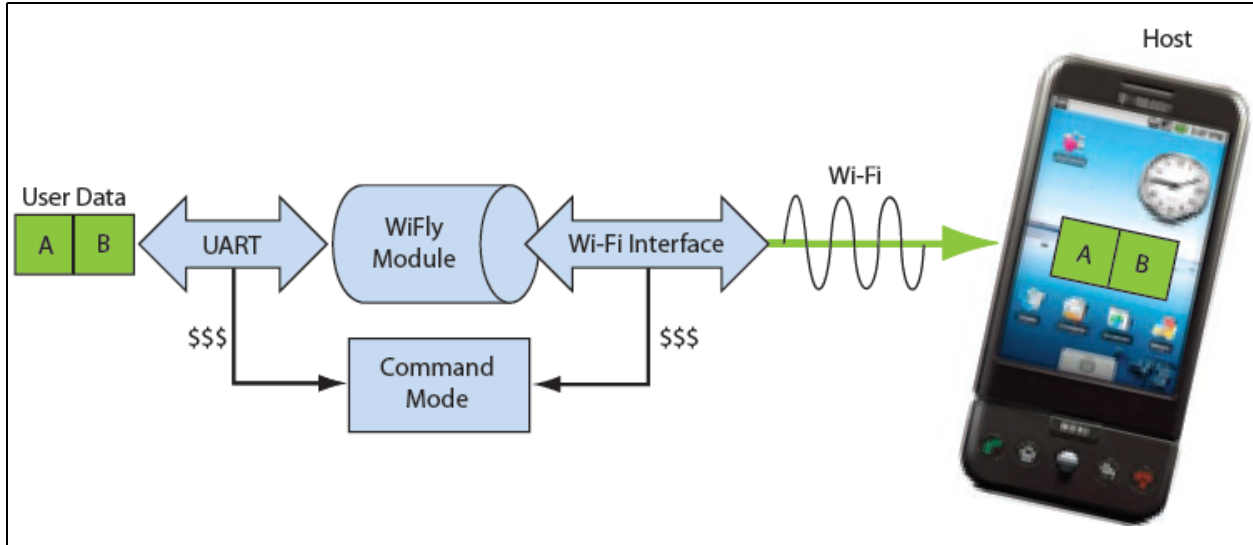 Host
Wi-Fi
User Data
A B
UART
WiFly
Module
Wi-Fi Interface
A B
$$$
$$$
Command
Mode